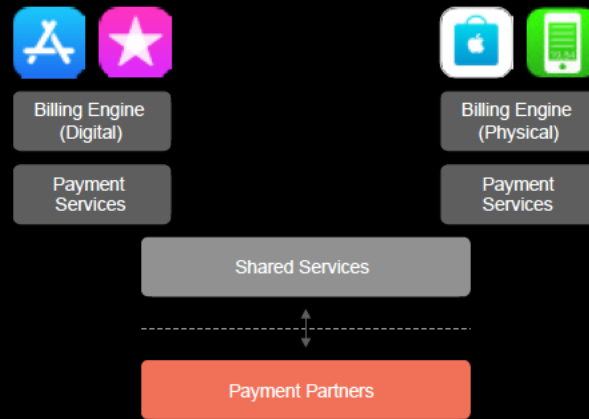 Billing Engine
(Digital)
Billing Engine
(Physical)
Payment
Services
Payment
Services
Shared Services
Payment Partners